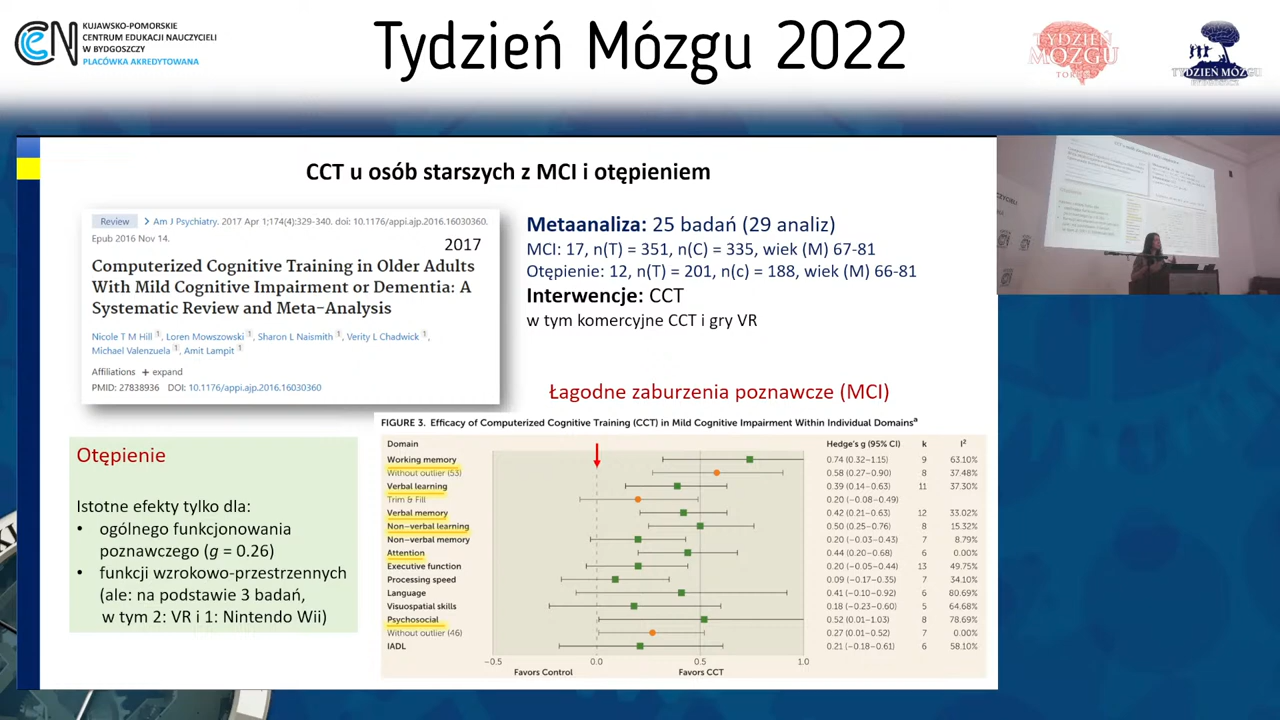 KUJAWSKO-POMORSKIE
CENTRUM EDUKACJI NAUCZYCIELI
W BYDGOSZCZY
PLACÓWKA AKREDYTOWANA
CEN
Tydzień Mózgu 2022
TYDZIEŃ
MÓZGU
TORUŃ
TYDZIEŃ MÓZGU
BYDGOSZCZ
CCT u osób starszych z MCI i otępieniem
Review > Am J Psychiatry. 2017 Apr 1;174(4):329-340. doi: 10.1176/appi.ajp.2016.16030360.
Epub 2016 Nov 14.
2017
Computerized Cognitive Training in Older Adults
With Mild Cognitive Impairment or Dementia: A
Systematic Review and Meta-Analysis
Nicole T M Hill 1, Loren Mowszowski 1, Sharon L Naismith 1, Verity L Chadwick 1,
Michael Valenzuela 1, Amit Lampit 1
Affiliations + expand
PMID: 27838936 DOI: 10.1176/appi.ajp.2016.16030360
Metaanaliza: 25 badań (29 analiz)
MCI: 17, n(T) = 351, n(C) = 335, wiek (M) 67-81
Otępienie: 12, n(T) = 201, n(c) = 188, wiek (M) 66-81
Interwencje: CCT
w tym komercyjne CCT i gry VR
Otępienie
Istotne efekty tylko dla:
• ogólnego funkcjonowania
poznawczego (g = 0.26)
• funkcji wzrokowo-przestrzennych
(ale: na podstawie 3 badań,
w tym 2: VR i 1: Nintendo Wii)
Łagodne zaburzenia poznawcze (MCI)
FIGURE 3. Efficacy of Computerized Cognitive Training (CCT) in Mild Cognitive Impairment Within Individual Domainsa
Domain Hedge's g (95% CI) k I2
Working memory 0.74 (0.32–1.15) 9 63.10%
Without outlier (53) 0.58 (0.27–0.90) 8 37.48%
Verbal learning 0.39 (0.14–0.63) 11 37.30%
Trim & Fill 0.20 (−0.08–0.49)
Verbal memory 0.42 (0.21–0.63) 12 33.02%
Non–verbal learning 0.50 (0.25–0.76) 8 15.32%
Non–verbal memory 0.20 (−0.03–0.43) 7 8.79%
Attention 0.44 (0.20–0.68) 6 0.00%
Executive function 0.20 (−0.05–0.44) 13 49.75%
Processing speed 0.09 (−0.17–0.35) 7 34.10%
Language 0.41 (−0.10–0.92) 6 80.69%
Visuospatial skills 0.18 (−0.23–0.60) 5 64.68%
Psychosocial 0.52 (0.01–1.03) 8 78.69%
Without outlier (46) 0.27 (0.01–0.52) 7 0.00%
IADL 0.21 (−0.18–0.61) 6 58.10%
−0.5 0.0 0.5 1.0
Favors Control Favors CCT